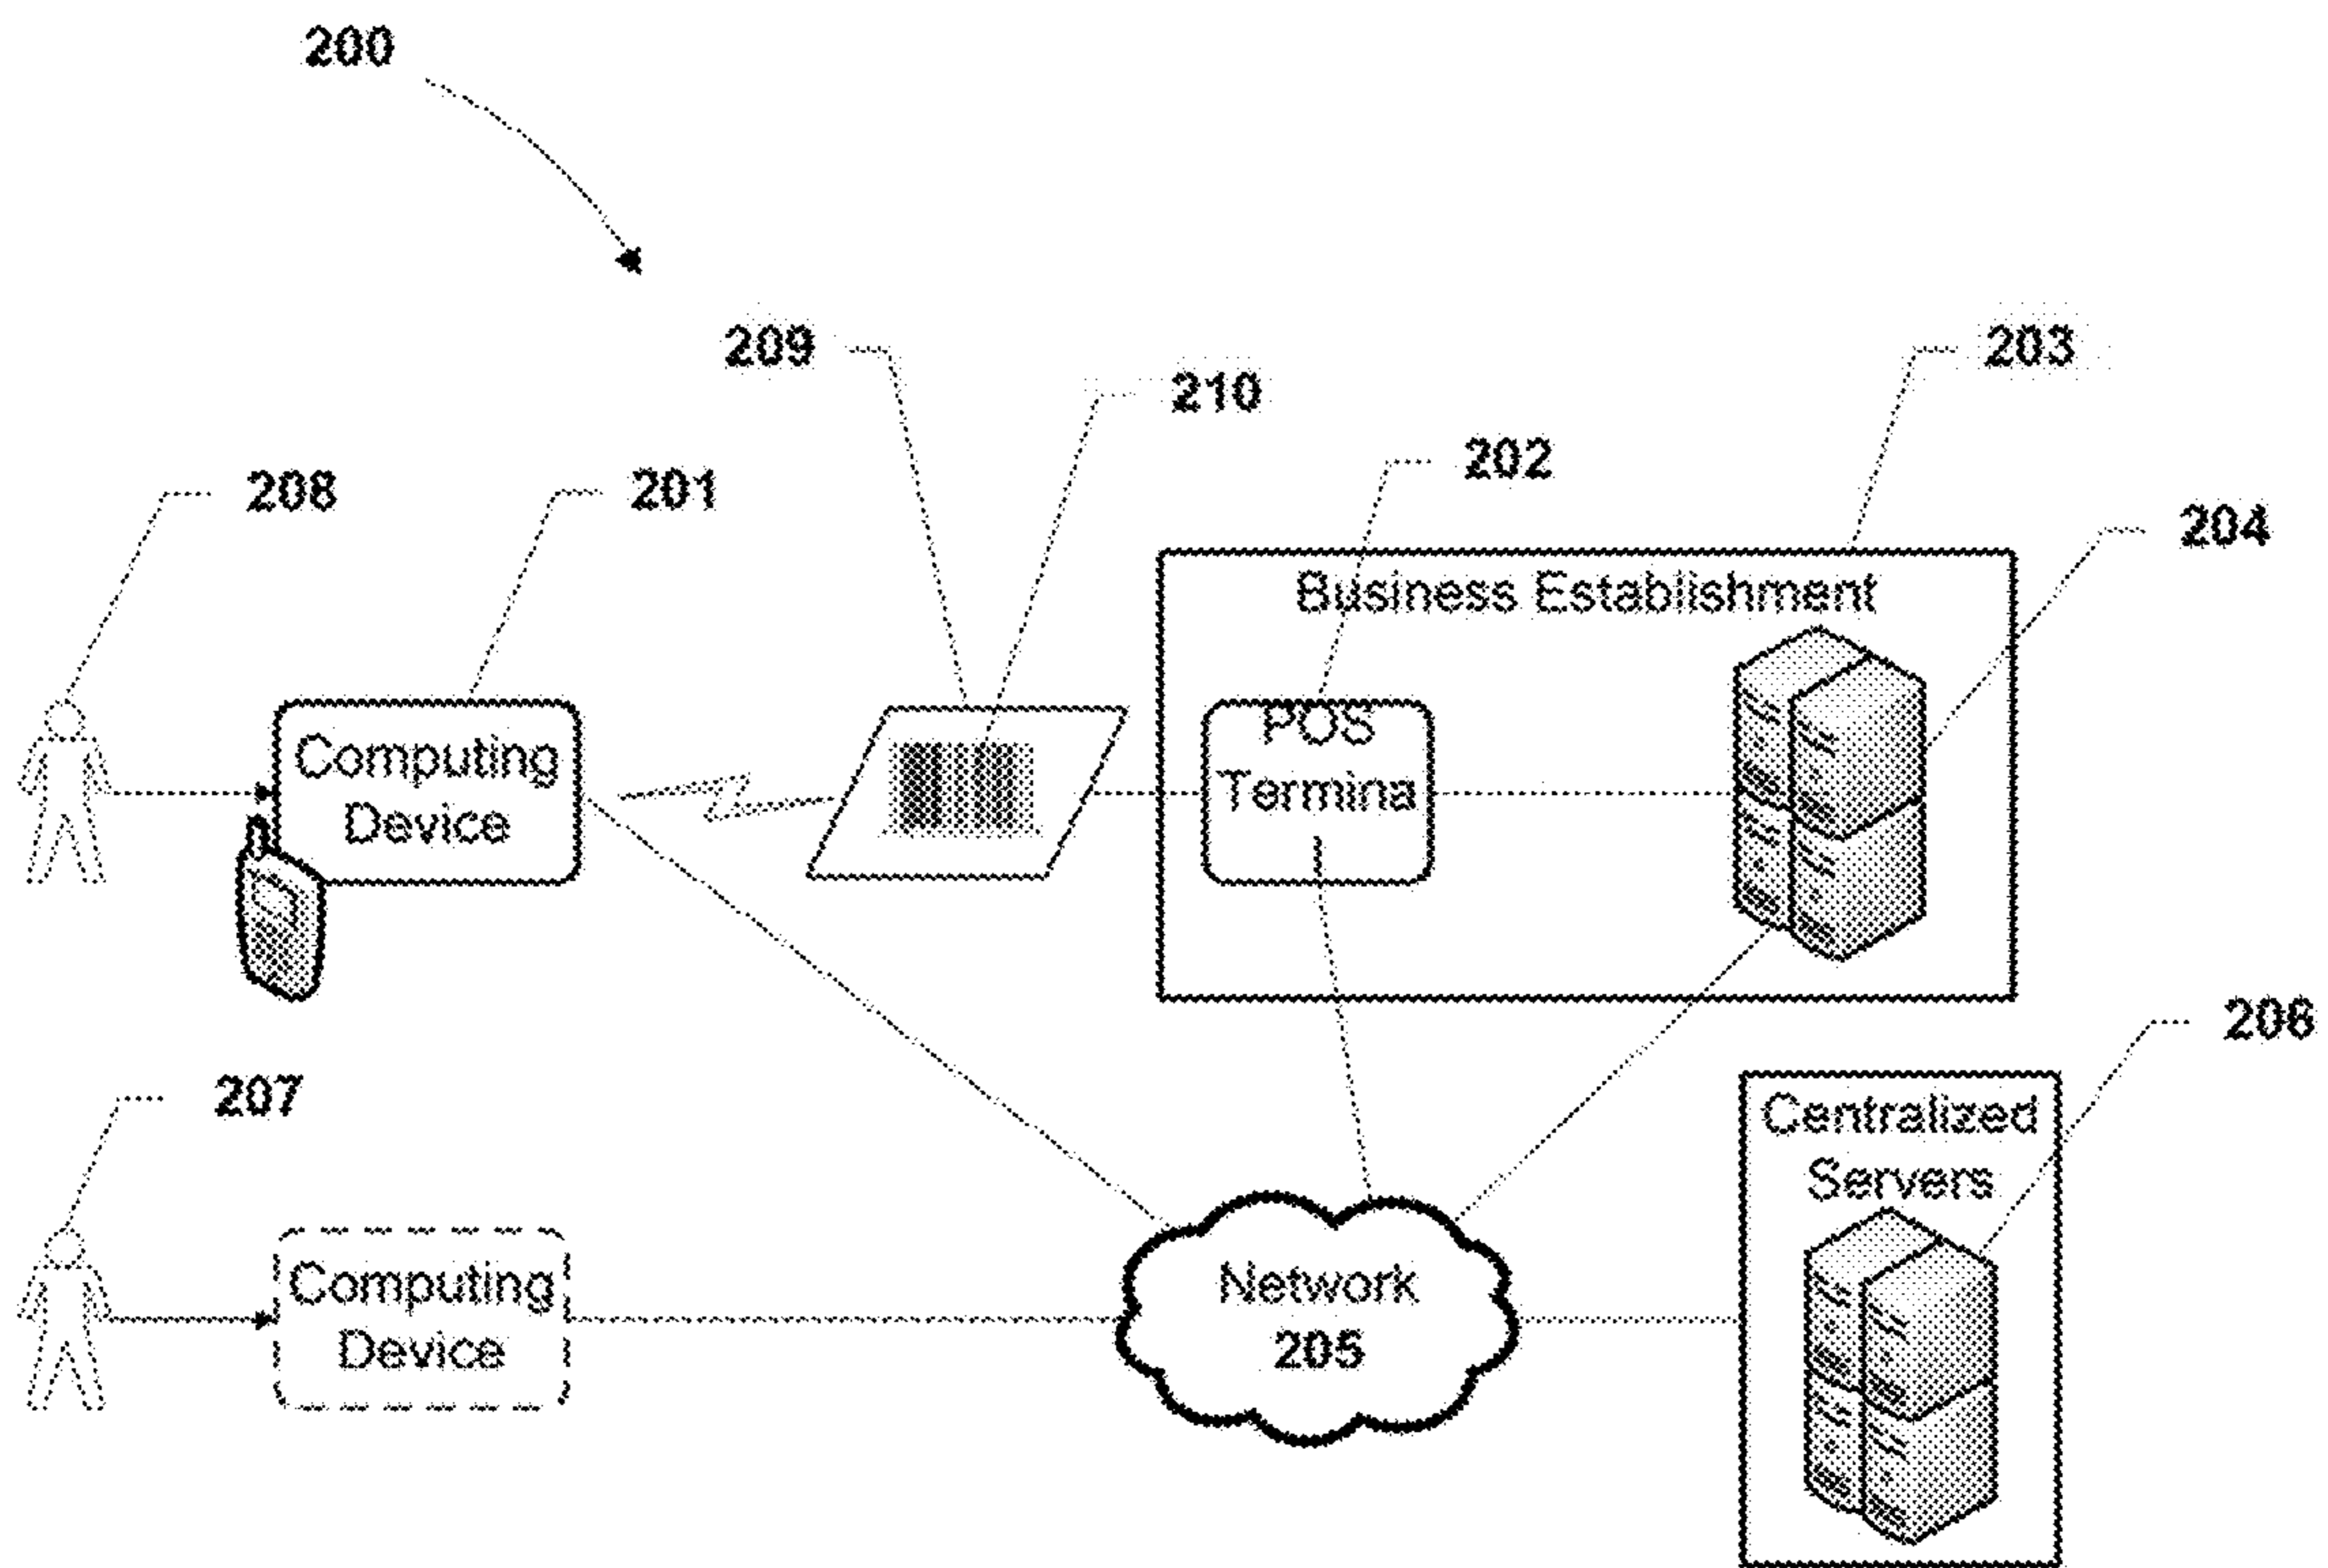 200
209
210
203
202
208
201
204
Business Establishment
POS
Termina
Computing
Device
206
207
Centralized
Servers
Computing
Device
Network
205